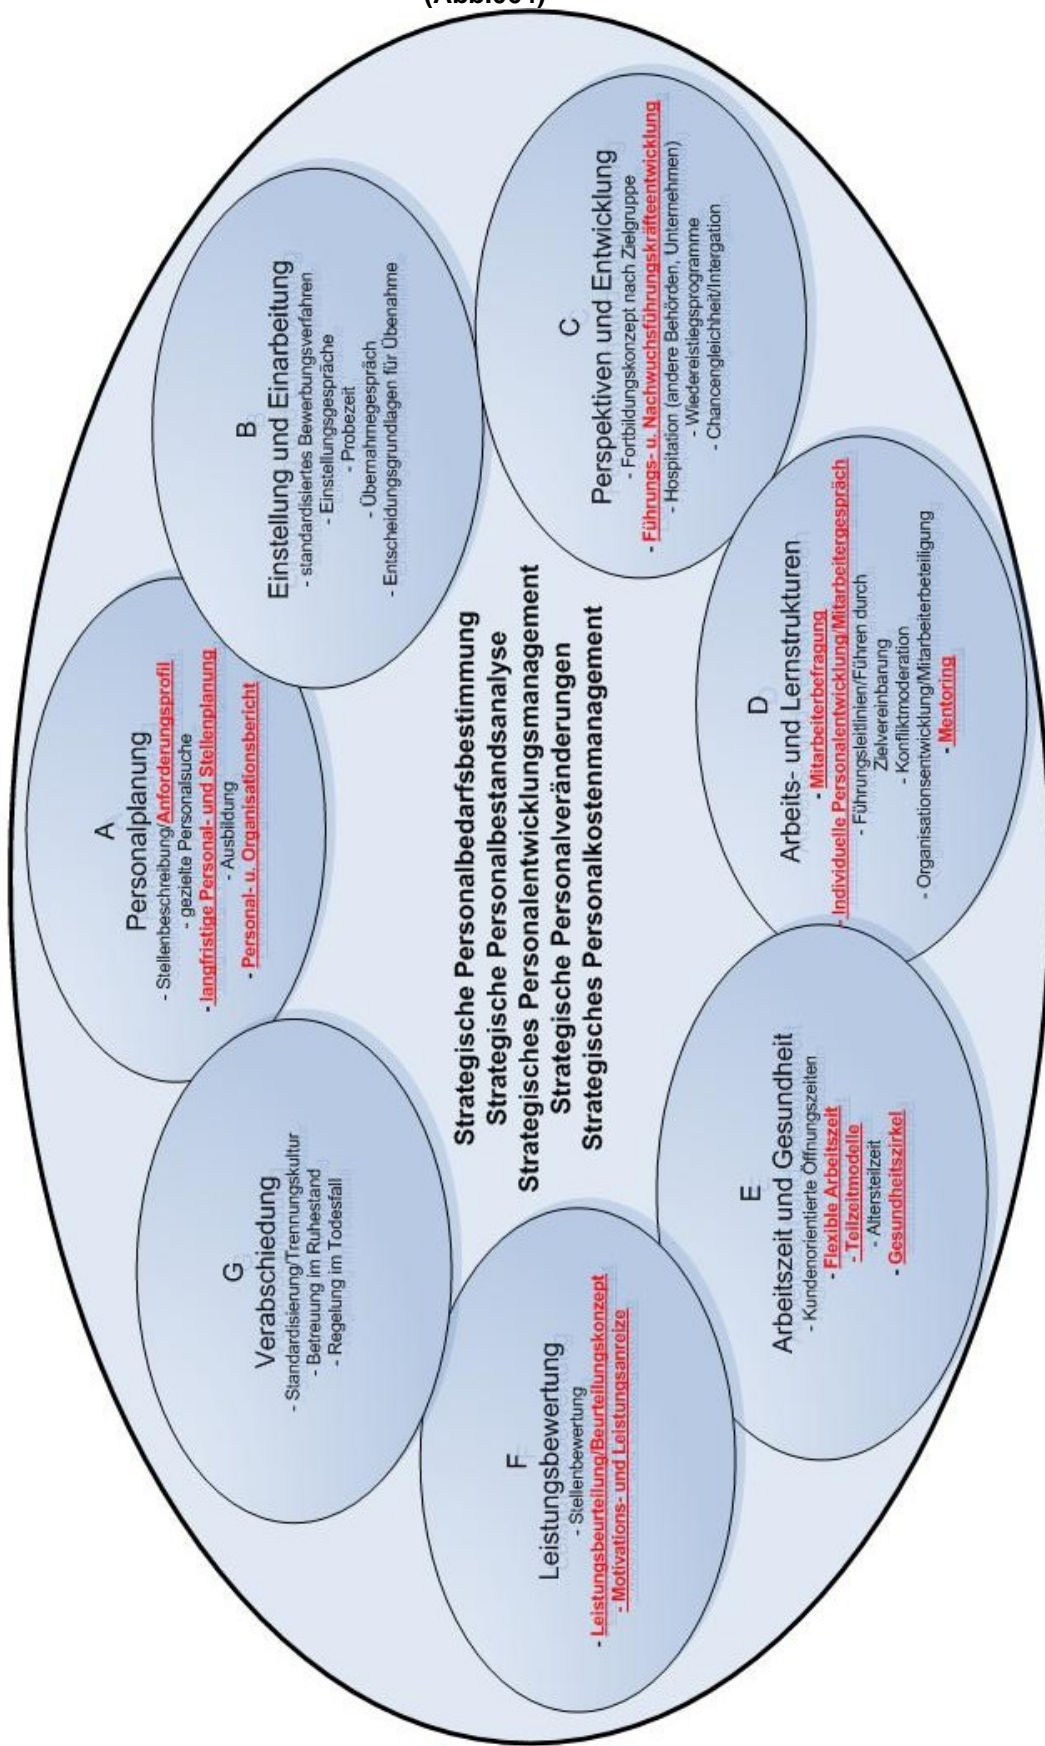 A
Personalplanung
- Stellenbeschreibung/Anforderungsprofil
- gezielte Personalsuche
- langfristige Personal- und Stellenplanung
- Ausbildung
- Personal- u. Organisationsbericht
B
Einstellung und Einarbeitung
- standardisiertes Bewerbungsverfahren
- Einstellungsgespräche
- Probezeit
- Übernahmegespräch
- Entscheidungsgrundlagen für Übenahme
C
Perspektiven und Entwicklung
- Fortbildungskonzept nach Zielgruppe
- Führungs- u. Nachwuchsführungskräfteentwicklung
- Hospitation (andere Behörden, Unternehmen)
- Wiedereistiegsprogramme
- Chancengleichheit/Intergation
D
Arbeits- und Lernstrukturen
- Mitarbeiterbefragung
- Individuelle Personalentwicklung/Mitarbeitergespräch
- Führungsleitlinien/Führen durch
Zielvereinbarung
- Konfliktmoderation
- Organisationsentwicklung/Mitarbeiterbeteiligung
- Mentoring
E
Arbeitszeit und Gesundheit
- Kundenorientierte Öffnungszeiten
- Flexible Arbeitszeit
- Teilzeitmodelle
- Altersteilzeit
- Gesundheitszirkel
F
Leistungsbewertung
- Stellenbewertung
- Leistungsbeurteilung/Beurteilungskonzept
- Motivations- und Leistungsanreize
G
Verabschiedung
- Standardisierung/Trennungskultur
- Betreuung im Ruhestand
- Regelung im Todesfall
Strategische Personalbedarfsbestimmung
Strategische Personalbestandsanalyse
Strategisches Personalentwicklungsmanagement
Strategische Personalveränderungen
Strategisches Personalkostenmanagement